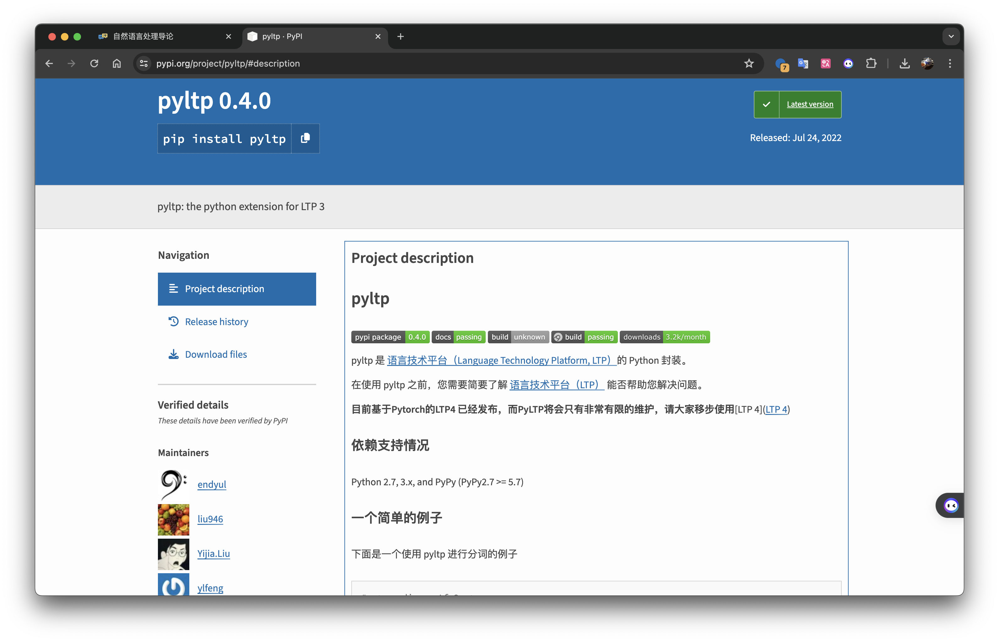 自然语言处理导论
pyltp · PyPI
pypi.org/project/pyltp/#description
7
pyltp 0.4.0
Latest version
pip install pyltp
Released: Jul 24, 2022
pyltp: the python extension for LTP 3
Navigation
Project description
Release history
Download files
Verified details
These details have been verified by PyPI
Maintainers
endyul
liu946
Yijia.Liu
ylfeng
Project description
pyltp
pypi package 0.4.0 docs passing build unknown build passing downloads 3.2k/month
pyltp 是 语言技术平台（Language Technology Platform, LTP）的 Python 封装。
在使用 pyltp 之前，您需要简要了解 语言技术平台（LTP） 能否帮助您解决问题。
目前基于Pytorch的LTP4 已经发布，而PyLTP将会只有非常有限的维护，请大家移步使用[LTP 4](LTP 4)
依赖支持情况
Python 2.7, 3.x, and PyPy (PyPy2.7 >= 5.7)
一个简单的例子
下面是一个使用 pyltp 进行分词的例子